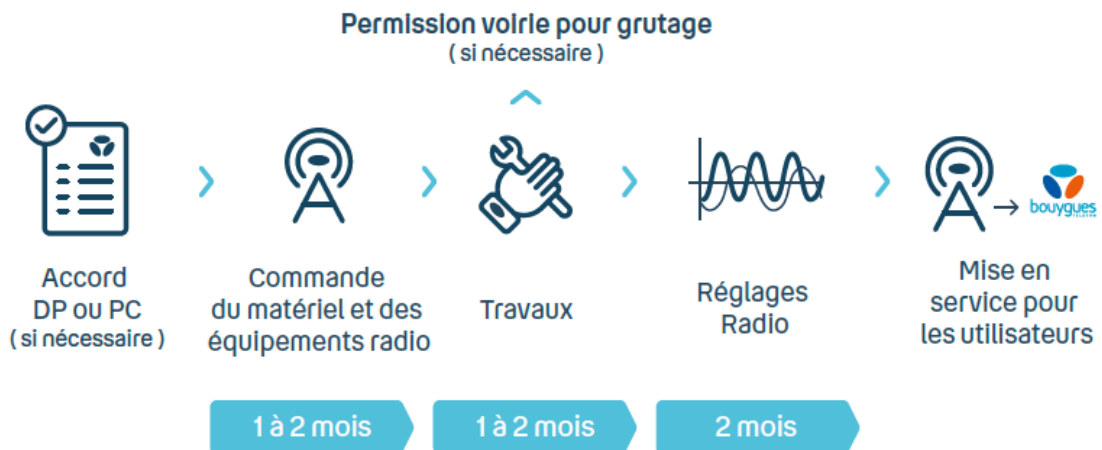 Permission voirie pour grutage
( si nécessaire )
Accord
DP ou PC
( si nécessaire )
Commande
du matériel et des
équipements radio
Travaux
Réglages
Radio
bouygues
TELECOM
Mise en
service pour
les utilisateurs
1 à 2 mois
1 à 2 mois
2 mois